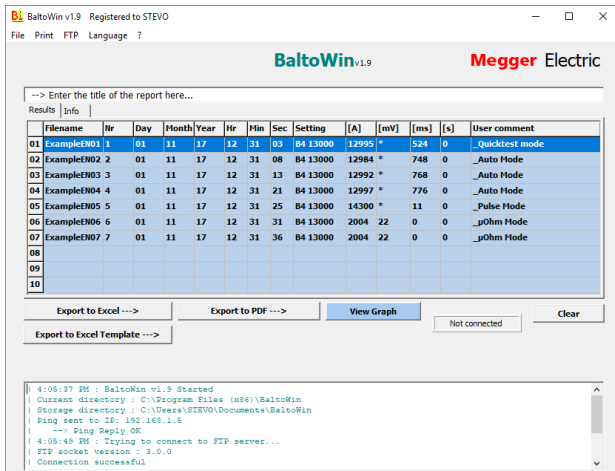 BaltoWin v1.9   Registered to STEVO
File   Print   FTP   Language   ?
BaltoWin v1.9
Megger Electric
--> Enter the title of the report here...
Results   Info
Filename   Nr   Day   Month   Year   Hr   Min   Sec   Setting   [A]   [mV]   [ms]   [s]   User comment
01   ExampleEN01   1   01   11   17   12   31   03   B4 13000   12995   *   524   0   _Quicktest mode
02   ExampleEN02   2   01   11   17   12   31   08   B4 13000   12984   *   748   0   _Auto Mode
03   ExampleEN03   3   01   11   17   12   31   13   B4 13000   12992   *   768   0   _Auto Mode
04   ExampleEN04   4   01   11   17   12   31   21   B4 13000   12997   *   776   0   _Auto Mode
05   ExampleEN05   5   01   11   17   12   31   25   B4 13000   14300   *   11   0   _Pulse Mode
06   ExampleEN06   6   01   11   17   12   31   31   B4 13000   2004   22   0   0   _µOhm Mode
07   ExampleEN07   7   01   11   17   12   31   36   B4 13000   2004   22   0   0   _µOhm Mode
08
09
10
Export to Excel --->   Export to PDF --->   View Graph   Not connected   Clear
Export to Excel Template --->
| 4:05:37 PM : BaltoWin v1.9 Started
| Current directory : C:\Program Files (x86)\BaltoWin
| Storage directory : C:\Users\STEVO\Documents\BaltoWin
| Ping sent to IP: 192.168.1.5
|    --> Ping Reply OK
| 4:05:49 PM : Trying to connect to FTP server...
| FTP socket version : 3.0.0
| Connection successful